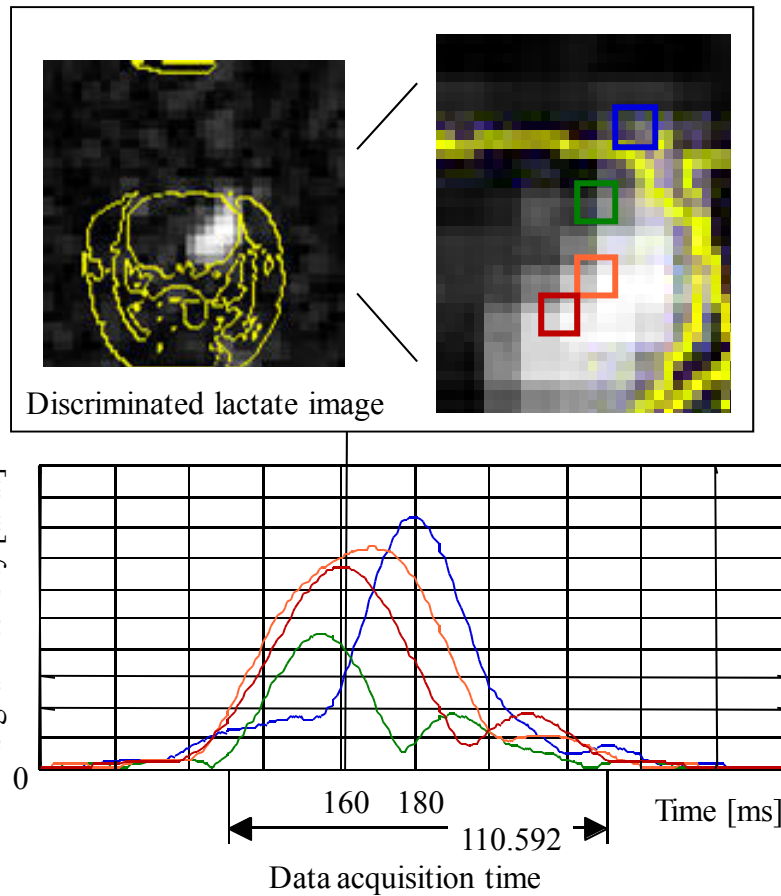 Discriminated lactate image
0
160 180
Time [ms]
110.592
Data acquisition time